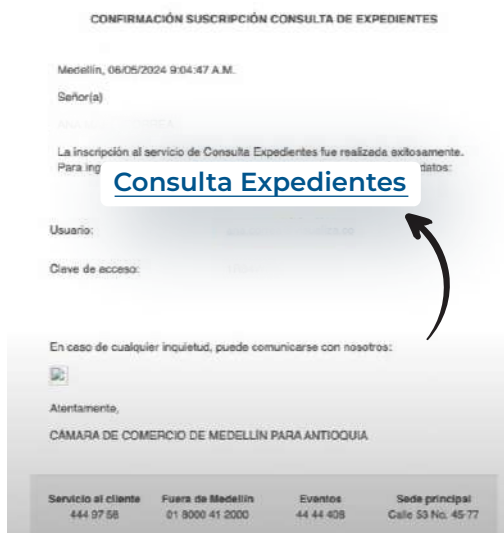 CONFIRMACIÓN SUSCRIPCIÓN CONSULTA DE EXPEDIENTES
Medellín, 06/05/2024 9:04:47 A.M.
Señor(a)
La inscripción al servicio de Consulta Expedientes fue realizada exitosamente.
Para datos:
Consulta Expedientes
Usuario:
Clave de acceso:
En caso de cualquier inquietud, puede comunicarse con nosotros:
Atentamente,
CÁMARA DE COMERCIO DE MEDELLÍN PARA ANTIOQUIA
Servicio al cliente Fuera de Medellín Eventos Sede principal
444 97 68 01 8000 41 2000 44 44 408 Calle 53 No. 45-77